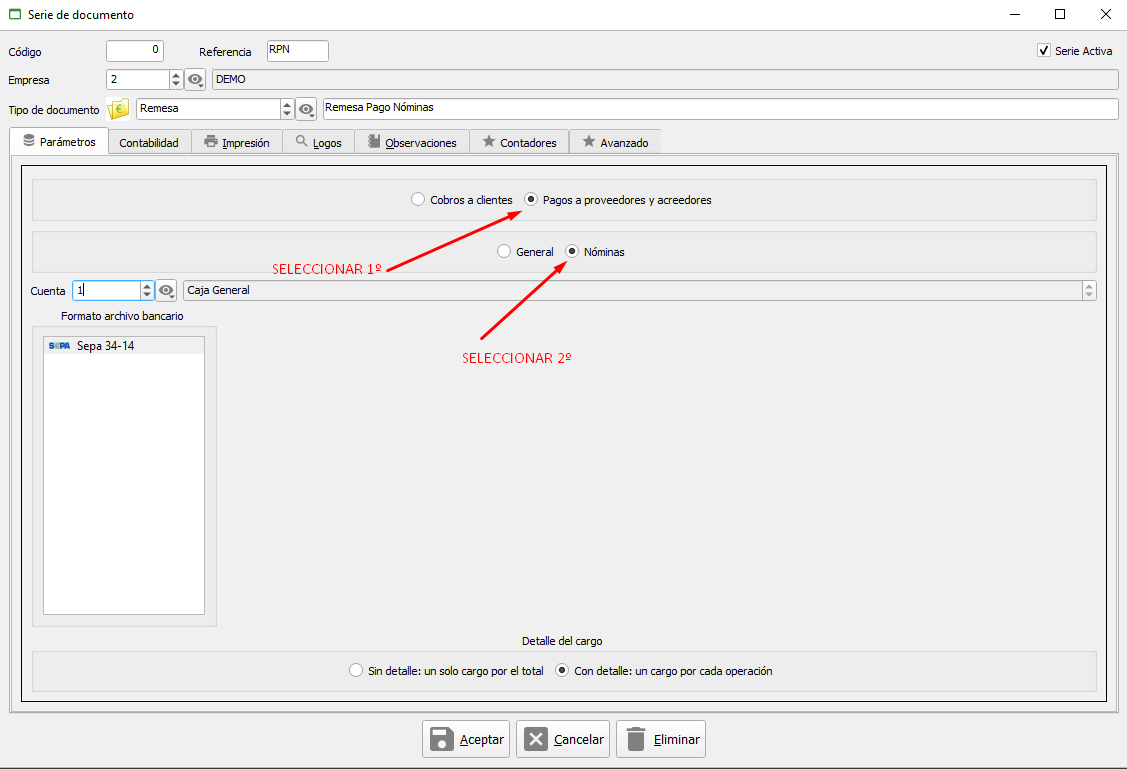 Serie de documento
Código 0 Referencia RPN Serie Activa
Empresa 2 DEMO
Tipo de documento Remesa Remesa Pago Nóminas
Parámetros Contabilidad Impresión Logos Observaciones Contadores Avanzado
Cobros a clientes Pagos a proveedores y acreedores
General Nóminas
SELECCIONAR 1º
Cuenta 1 Caja General
Formato archivo bancario
SEPA Sepa 34-14
SELECCIONAR 2º
Detalle del cargo
Sin detalle: un solo cargo por el total Con detalle: un cargo por cada operación
Aceptar Cancelar Eliminar